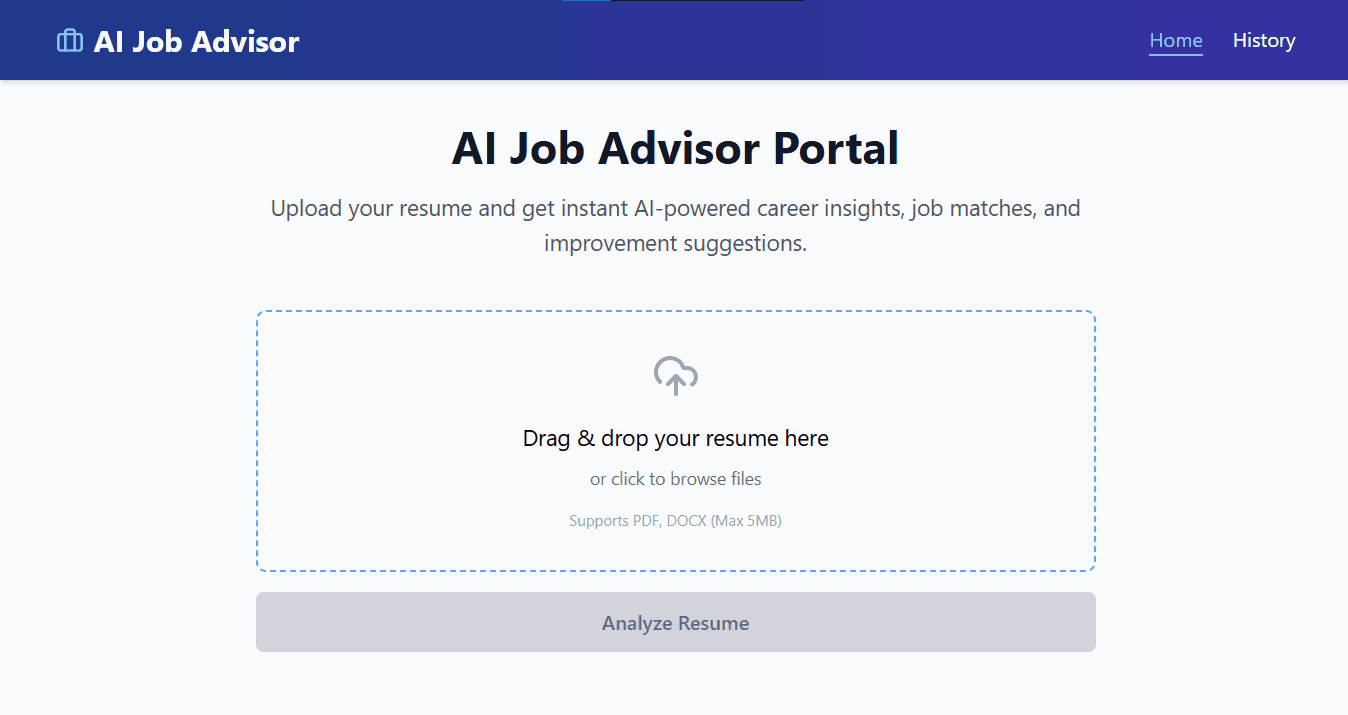 AI Job Advisor
Home
History
AI Job Advisor Portal
Upload your resume and get instant AI-powered career insights, job matches, and
improvement suggestions.
Drag & drop your resume here
or click to browse files
Supports PDF, DOCX (Max 5MB)
Analyze Resume